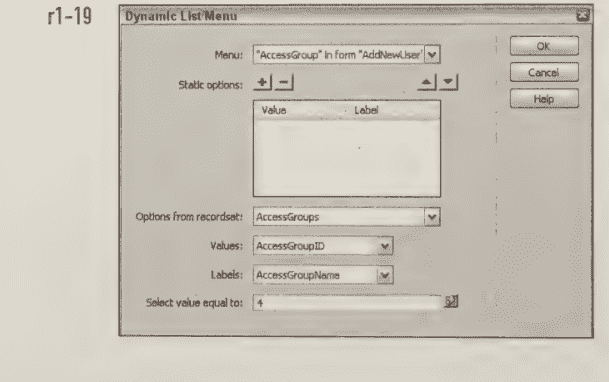 r1-19
Dynamic List/Menu
Menu: "AccessGroup" in form "AddNewUser"
OK
Static options: + −
Cancel
Help
Value Label
Options from recordset: AccessGroups
Values: AccessGroupID
Labels: AccessGroupName
Select value equal to: 4